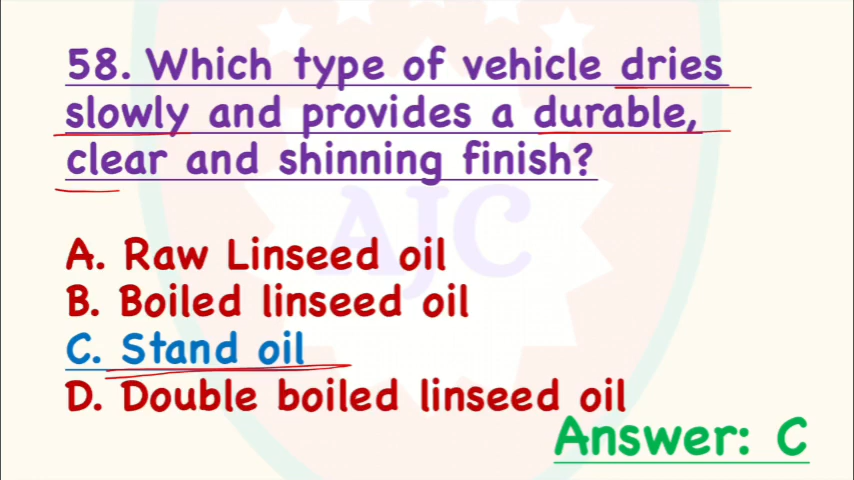 58. Which type of vehicle dries
slowly and provides a durable,
clear and shinning finish?
AJC
A. Raw Linseed oil
B. Boiled linseed oil
C. Stand oil
D. Double boiled linseed oil
Answer: C